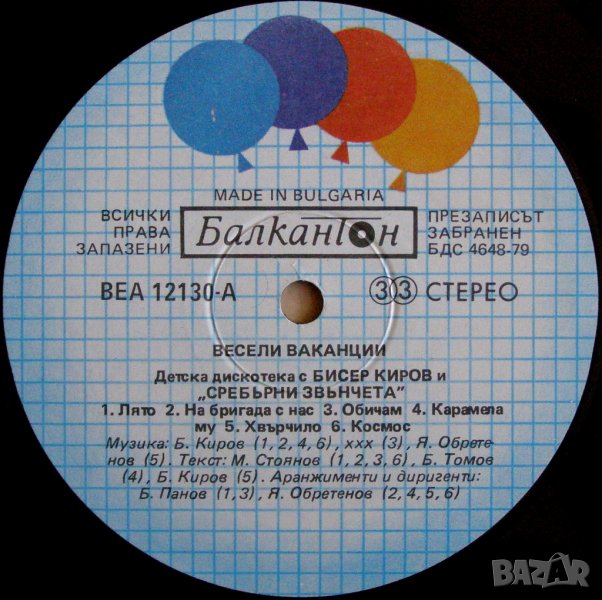 MADE IN BULGARIA
ВСИЧКИ
ПРАВА
ЗАПАЗЕНИ
Балкантон
ПРЕЗАПИСЪТ
ЗАБРАНЕН
БДС 4648-79
ВЕА 12130-А
33 СТЕРЕО
ВЕСЕЛИ ВАКАНЦИИ
Детска дискотека с БИСЕР КИРОВ и
„СРЕБЪРНИ ЗВЪНЧЕТА"
1. Лято 2. На бригада с нас 3. Обичам 4. Карамела
му 5. Хвърчило 6. Космос
Музика: Б. Киров (1, 2, 4, 6), ххх (3), Я. Обрете-
нов (5). Текст: М. Стоянов (1, 2, 3, 6), Б. Томов
(4), Б. Киров (5). Аранжименти и диригенти:
Б. Панов (1,3), Я. Обретенов (2, 4, 5, 6)
BAZAR